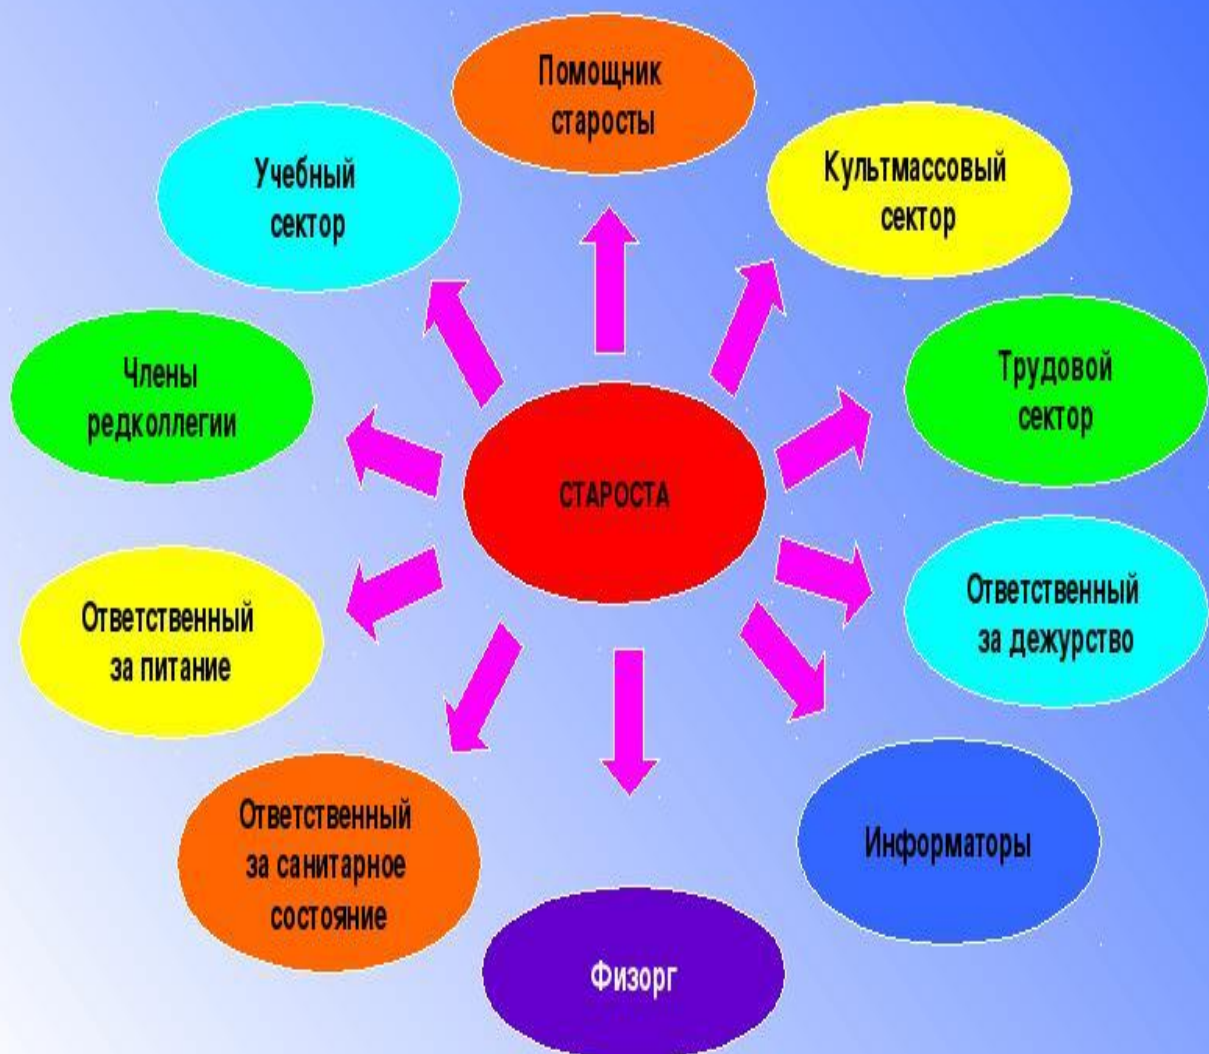 Помощник
старосты
Учебный
сектор
Культмассовый
сектор
Члены
редколлегии
Трудовой
сектор
СТАРОСТА
Ответственный
за питание
Ответственный
за дежурство
Ответственный
за санитарное
состояние
Информаторы
Физорг